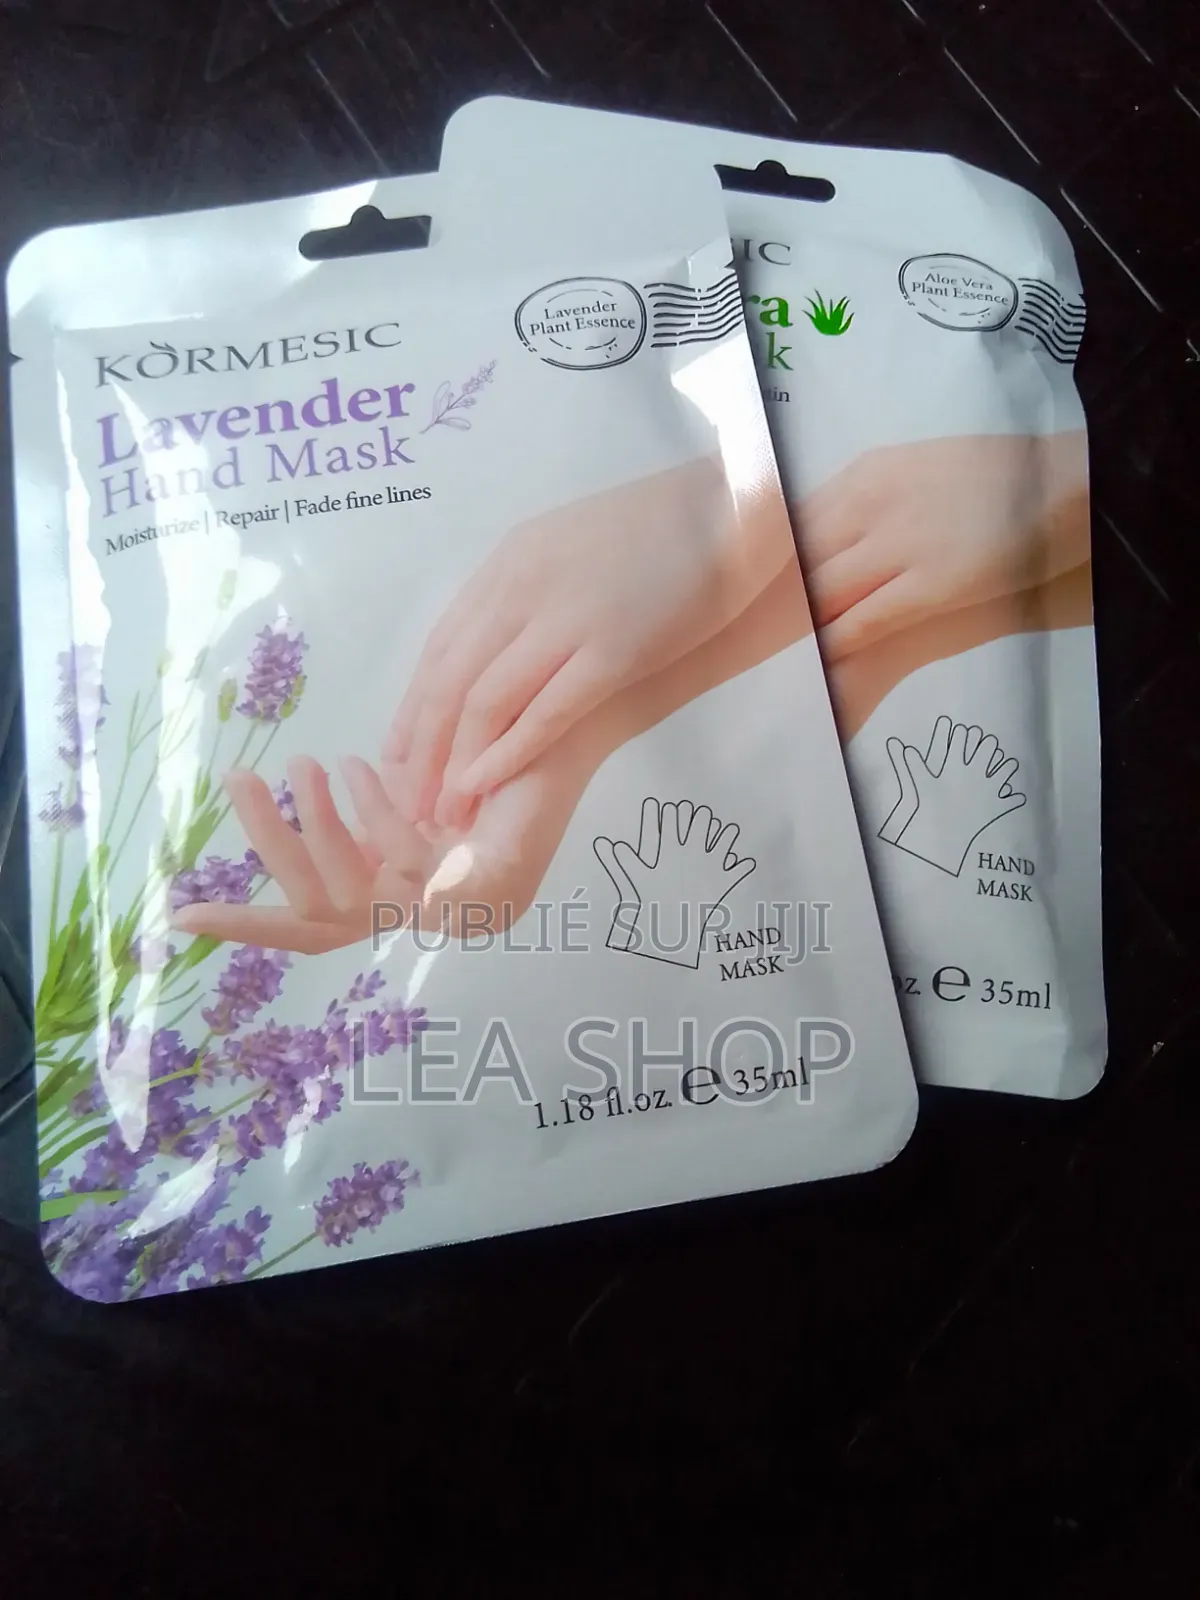 KÖRMESIC
Lavender
Hand Mask
Moisturize | Repair | Fade fine lines
Lavender
Plant Essence
HAND
MASK
1.18 fl.oz. e 35ml
Aloe Vera
Plant Essence
HAND
MASK
e 35ml
PUBLIÉ SUR JIJI
LEA SHOP